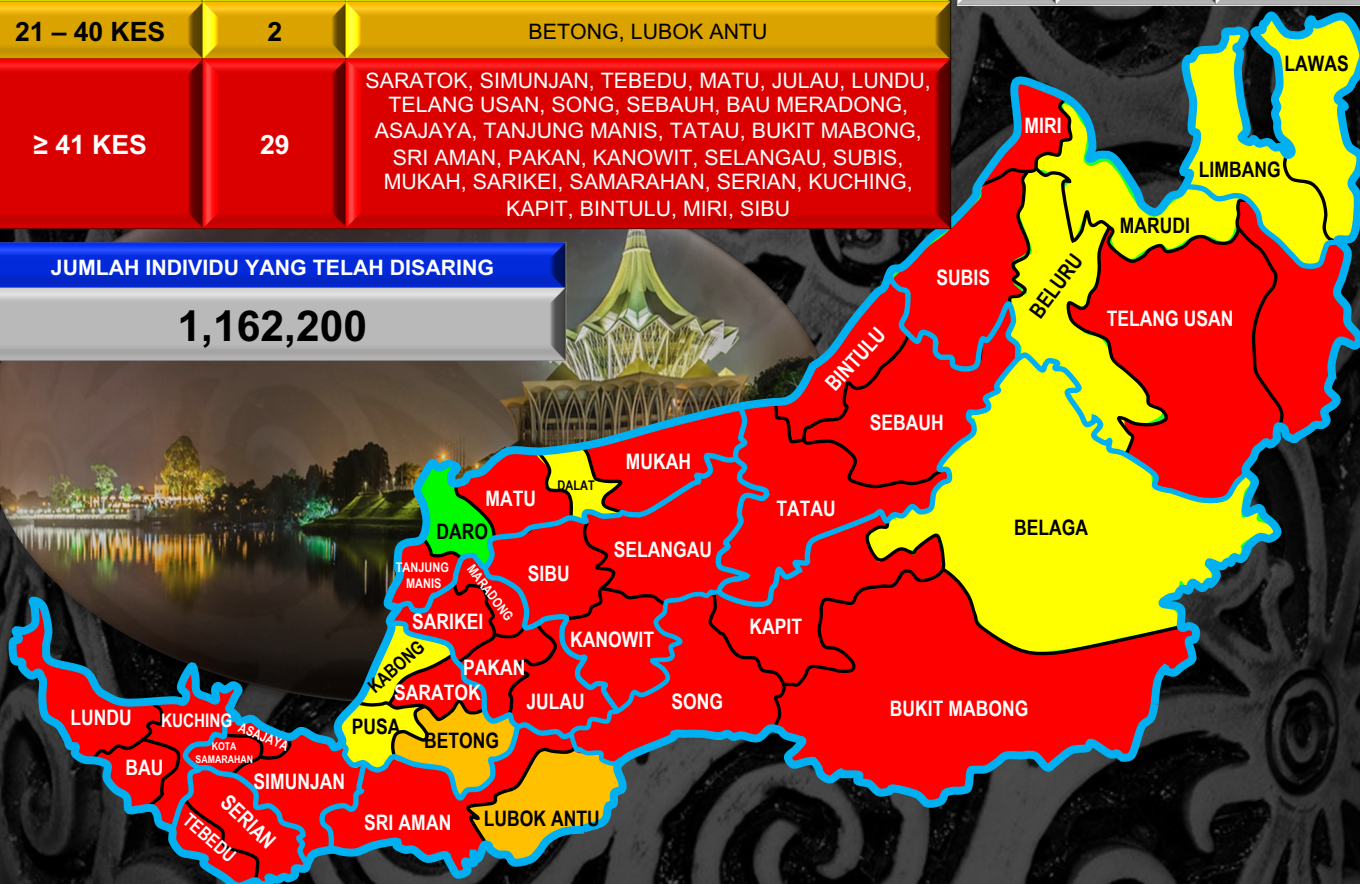 21 – 40 KES
2
BETONG, LUBOK ANTU
≥ 41 KES
29
SARATOK, SIMUNJAN, TEBEDU, MATU, JULAU, LUNDU,
TELANG USAN, SONG, SEBAUH, BAU MERADONG,
ASAJAYA, TANJUNG MANIS, TATAU, BUKIT MABONG,
SRI AMAN, PAKAN, KANOWIT, SELANGAU, SUBIS,
MUKAH, SARIKEI, SAMARAHAN, SERIAN, KUCHING,
KAPIT, BINTULU, MIRI, SIBU
JUMLAH INDIVIDU YANG TELAH DISARING
1,162,200
LAWAS
MIRI
LIMBANG
MARUDI
SUBIS
BELURU
TELANG USAN
BINTULU
SEBAUH
MUKAH
DALAT
MATU
TATAU
DARO
BELAGA
SELANGAU
TANJUNG
MANIS
MARADONG
SIBU
SARIKEI
KANOWIT
KAPIT
KABONG
PAKAN
SARATOK
JULAU
SONG
BUKIT MABONG
LUNDU
KUCHING
ASAJAYA
PUSA
BETONG
KOTA
SAMARAHAN
BAU
SIMUNJAN
SERIAN
TEBEDU
SRI AMAN
LUBOK ANTU